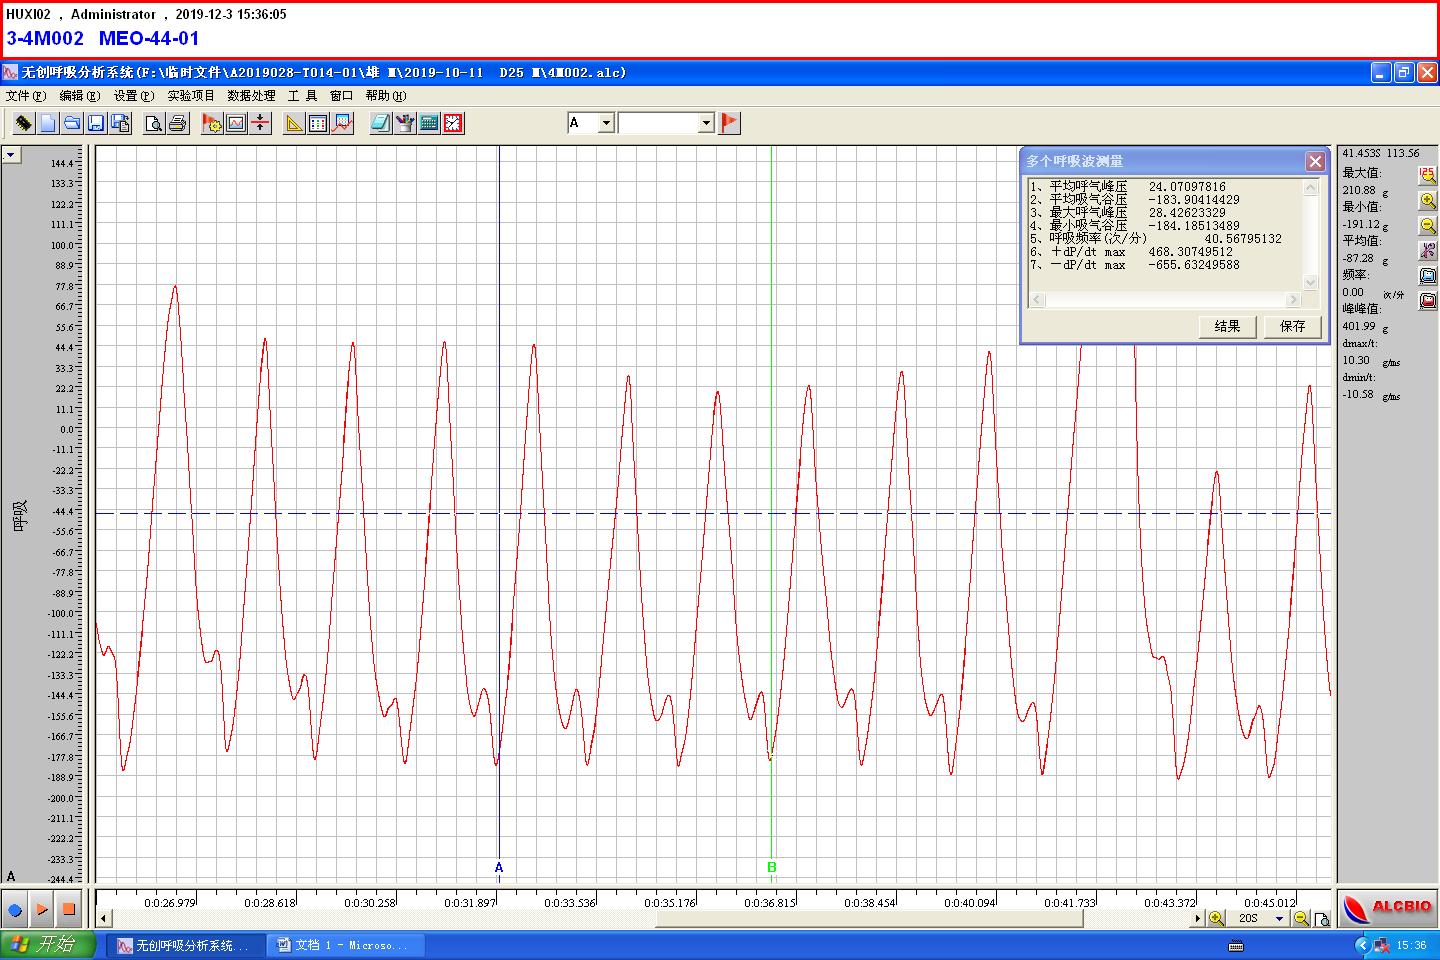 HUXI02 , Administrator , 2019-12-3 15:36:05
3-4M002 MEO-44-01
无创呼吸分析系统(F:\临时文件\A2019028-T014-01\雄 M\2019-10-11 D25 M\4M002.alc)
文件(F) 编辑(E) 设置(P) 实验项目 数据处理 工 具 窗口 帮助(H)
A
144.4
133.3
122.2
111.1
100.0
88.9
77.8
66.7
55.6
44.4
33.3
22.2
11.1
0.0
-11.1
-22.2
-33.3
-44.4
-55.6
-66.7
-77.8
-88.9
-100.0
-111.1
-122.2
-133.3
-144.4
-155.6
-166.7
-177.8
-188.9
-200.0
-211.1
-222.2
-233.3
-244.4
呼吸
A
A
B
多个呼吸波测量
1、平均呼气峰压 24.07097816
2、平均吸气谷压 -183.90414429
3、最大呼气峰压 28.42623329
4、最小吸气谷压 -184.18513489
5、呼吸频率(次/分) 40.56795132
6、+dP/dt max 468.30749512
7、-dP/dt max -655.63249588
结果 保存
41.453S 113.56
最大值:
210.88 g
最小值:
-191.12 g
平均值:
-87.28 g
频率:
0.00 次/分
峰峰值:
401.99 g
dmax/t:
10.30 g/ms
dmin/t:
-10.58 g/ms
125
0:0:26.979 0:0:28.618 0:0:30.258 0:0:31.897 0:0:33.536 0:0:35.176 0:0:36.815 0:0:38.454 0:0:40.094 0:0:41.733 0:0:43.372 0:0:45.012
20S
ALCBIO
开始 无创呼吸分析系统... 文档 1 - Microso... 15:36